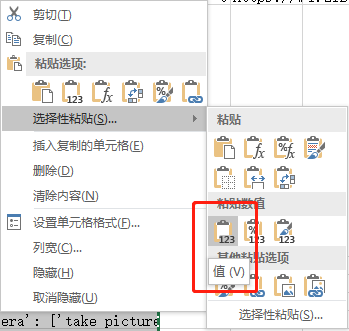 剪切(T)
复制(C)
粘贴选项:
123
选择性粘贴(S)...
插入复制的单元格(E)
删除(D)
清除内容(N)
设置单元格格式(F)...
列宽(C)...
隐藏(H)
取消隐藏(U)
era': ['take picture
粘贴
fx
%
fx
粘贴数值
123
%
123
123
其他粘贴选项
%
值 (V)
选择性粘贴(S)...